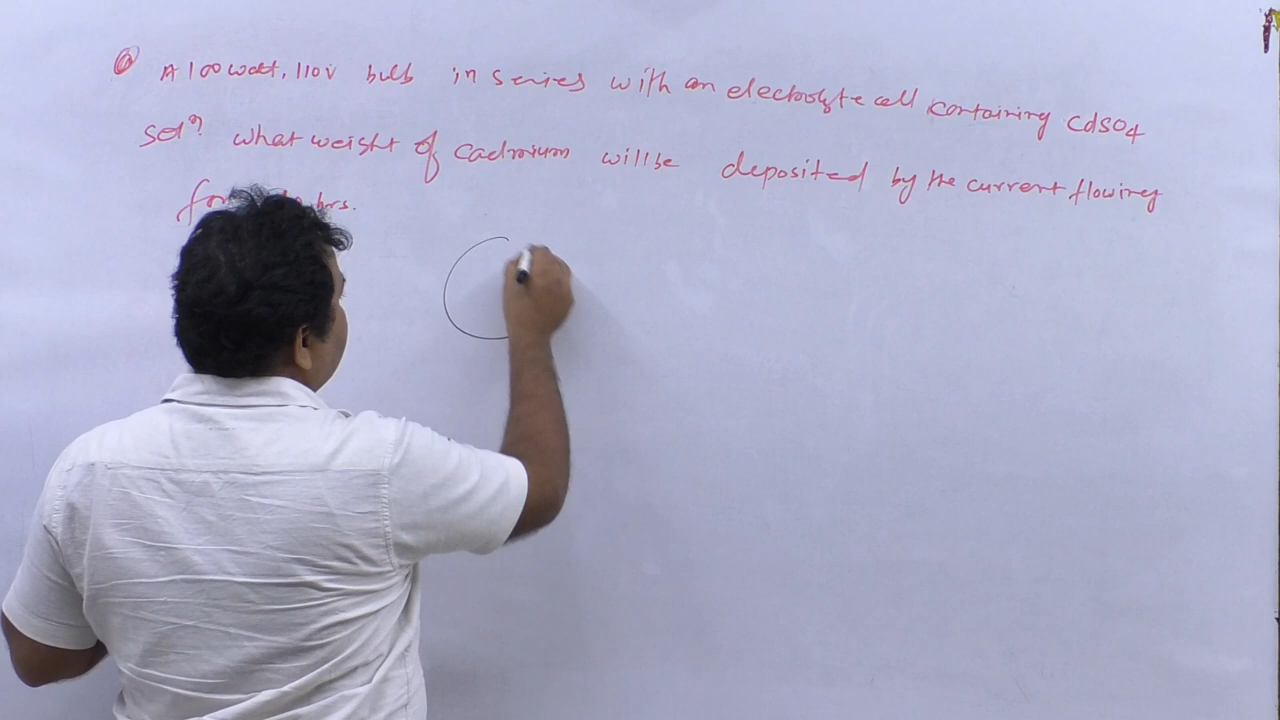 A 100 watt, 110V bulb in series with an electrolyte cell containing CdSO4
solⁿ? what weight of cadmium will be deposited by the current flowing
for hrs.